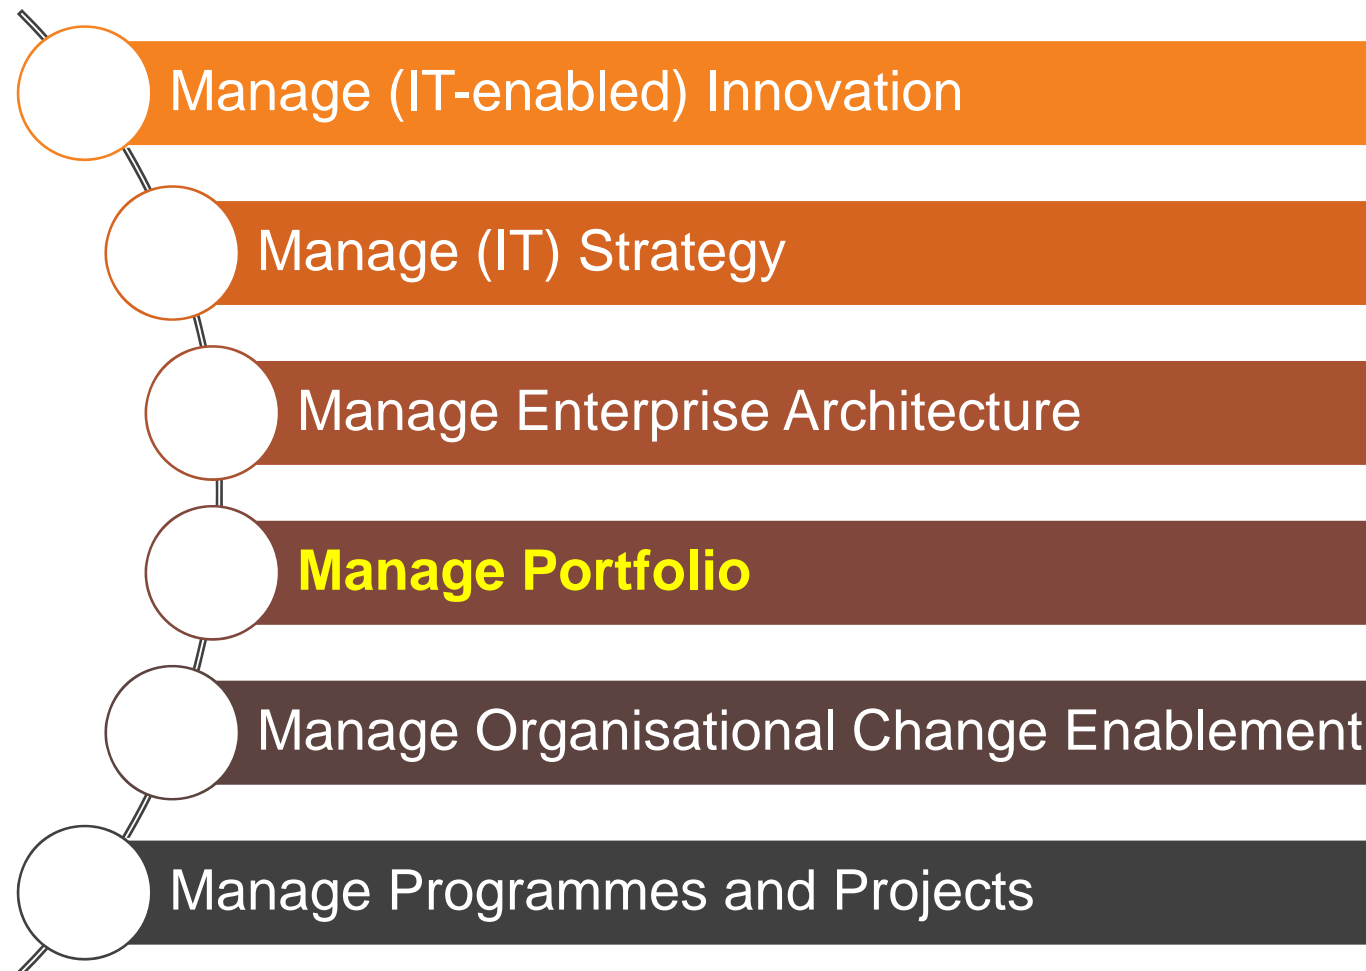 Manage (IT-enabled) Innovation
Manage (IT) Strategy
Manage Enterprise Architecture
Manage Portfolio
Manage Organisational Change Enablement
Manage Programmes and Projects